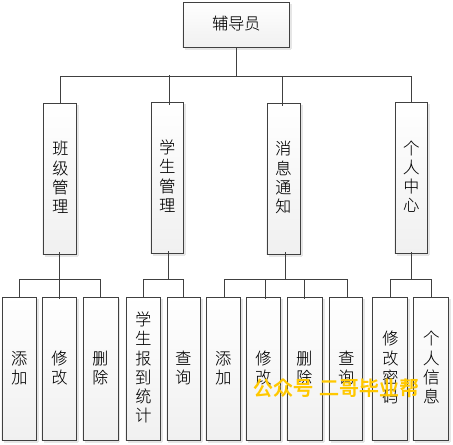 辅导员
班级管理
学生管理
消息通知
个人中心
添加
修改
删除
学生报到统计
查询
添加
修改
删除
查询
修改密码
个人信息
公众号 二哥毕业帮